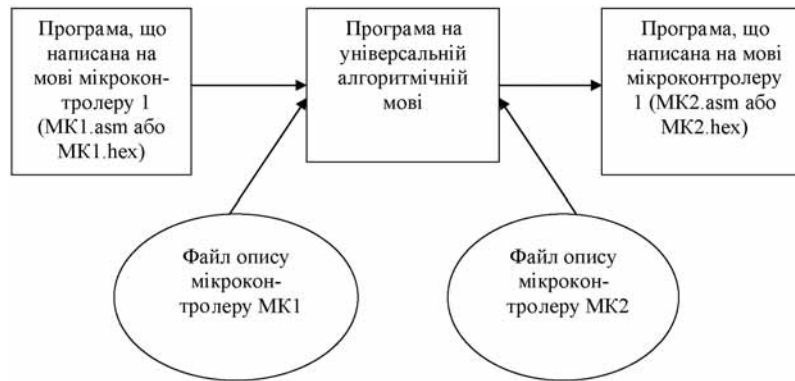 Програма, що
написана на
мові мікрокон-
тролеру 1
(МК1.asm або
МК1.hex)
Програма на
універсальній
алгоритмічній
мові
Програма, що
написана на мові
мікроконтролеру
1 (МК2.asm або
МК2.hex)
Файл опису
мікрокон-
тролеру МК1
Файл опису
мікрокон-
тролеру МК2